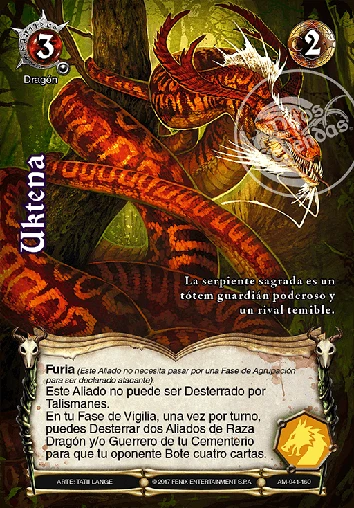 3
2
Dragón
Uktena
La serpiente sagrada es un
tótem guardián poderoso y
un rival temible.
Furia (Este Aliado no necesita pasar por una Fase de Agrupación
para ser declarado atacante)
Este Aliado no puede ser Desterrado por
Talismanes.
En tu Fase de Vigilia, una vez por turno,
puedes Desterrar dos Aliados de Raza
Dragón y/o Guerrero de tu Cementerio
para que tu oponente Bote cuatro cartas.
ARTE: TATII LANGE
© 2017 FENIX ENTERTAINMENT S.P.A.
AM-041-160